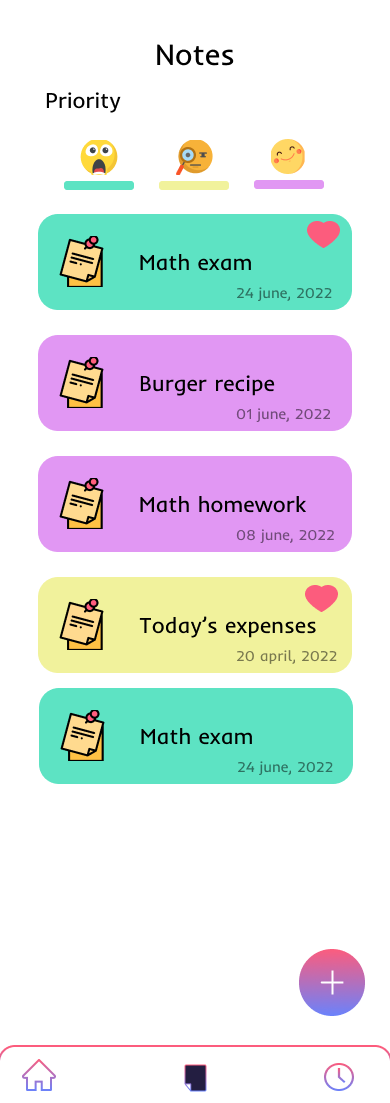 Notes
Priority
Math exam
24 june, 2022
Burger recipe
01 june, 2022
Math homework
08 june, 2022
Today’s expenses
20 april, 2022
Math exam
24 june, 2022